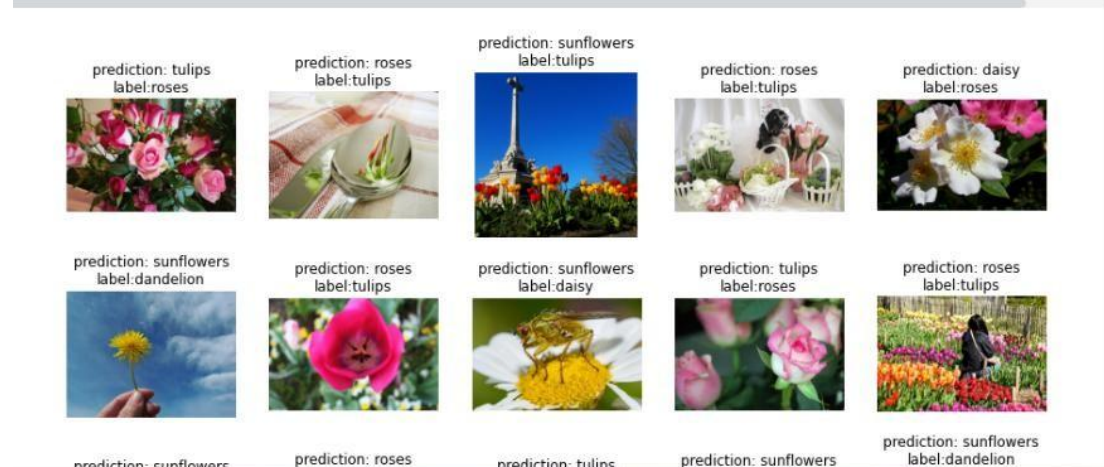 prediction: tulips
label:roses
prediction: roses
label:tulips
prediction: sunflowers
label:tulips
prediction: roses
label:tulips
prediction: daisy
label:roses
prediction: sunflowers
label:dandelion
prediction: roses
label:tulips
prediction: sunflowers
label:daisy
prediction: tulips
label:roses
prediction: roses
label:tulips
prediction: sunflowers
prediction: roses
prediction: tulips
prediction: sunflowers
prediction: sunflowers
label:dandelion